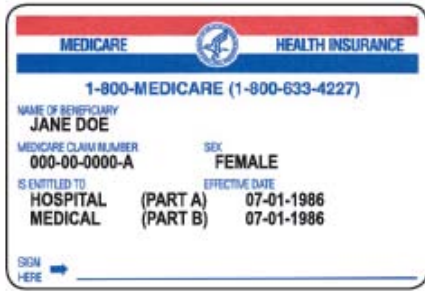 MEDICARE HEALTH INSURANCE
1-800-MEDICARE (1-800-633-4227)
NAME OF BENEFICIARY
JANE DOE
MEDICARE CLAIM NUMBER SEX
000-00-0000-A FEMALE
IS ENTITLED TO EFFECTIVE DATE
HOSPITAL (PART A) 07-01-1986
MEDICAL (PART B) 07-01-1986
SIGN
HERE